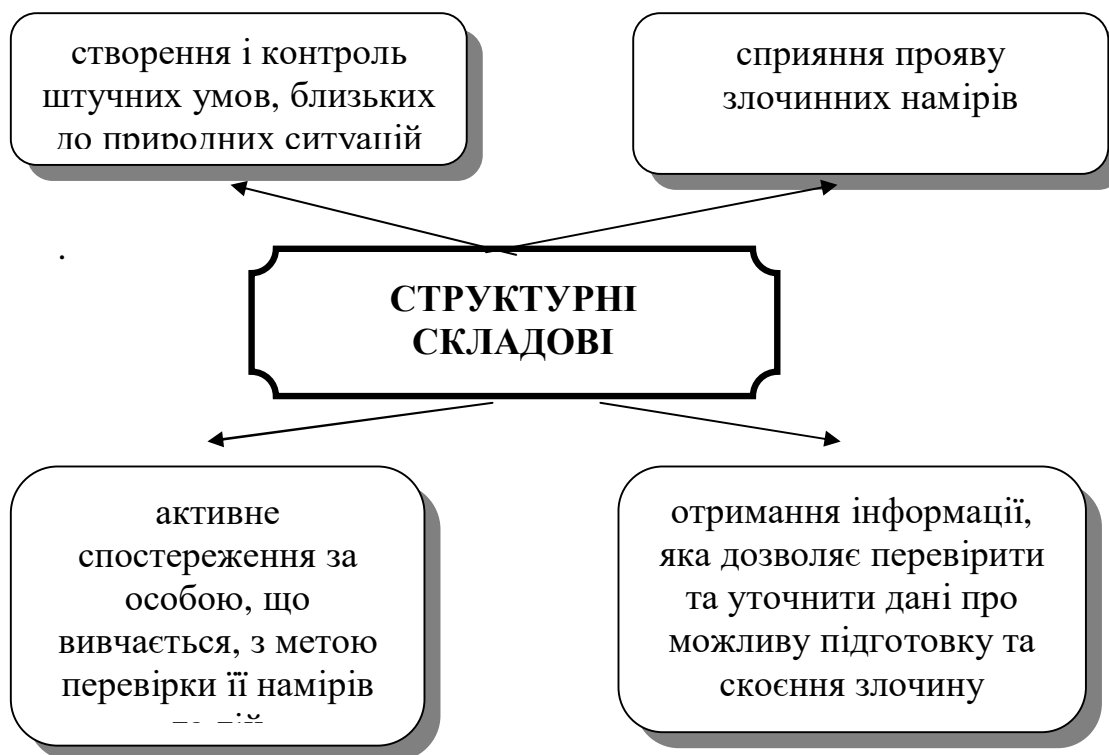 створення і контроль
штучних умов, близьких
до природних ситуацій
сприяння прояву
злочинних намірів
.
СТРУКТУРНІ
СКЛАДОВІ
активне
спостереження за
особою, що
вивчається, з метою
перевірки її намірів
та дій
отримання інформації,
яка дозволяє перевірити
та уточнити дані про
можливу підготовку та
скоєння злочину